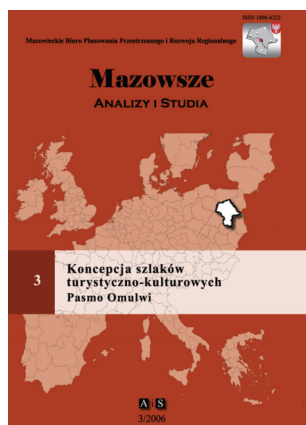 ISSN 1896-6322
Mazowieckie Biuro Planowania Przestrzennego i Rozwoju Regionalnego
Mazowsze
ANALIZY I STUDIA
3
Koncepcja szlaków
turystyczno-kulturowych
Pasmo Omulwi
A i S
3/2006